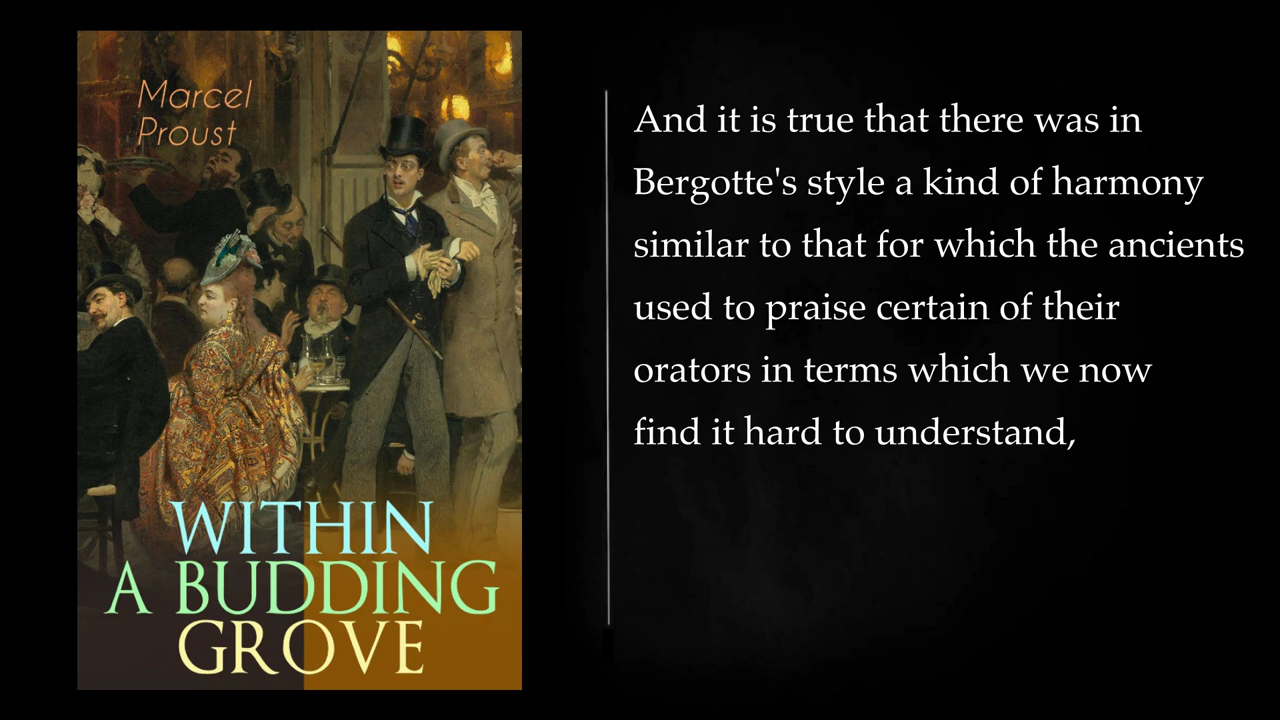 Marcel
Proust
WITHIN
A BUDDING
GROVE
And it is true that there was in
Bergotte's style a kind of harmony
similar to that for which the ancients
used to praise certain of their
orators in terms which we now
find it hard to understand,